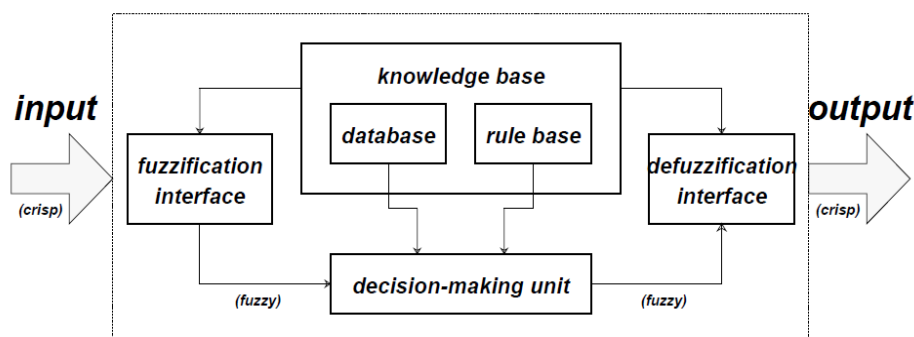 knowledge base
input
output
database
rule base
fuzzification
interface
defuzzification
interface
(crisp)
(crisp)
decision-making unit
(fuzzy)
(fuzzy)